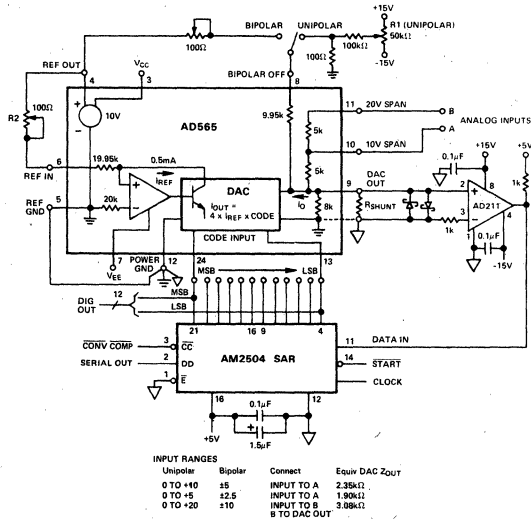 +15V
BIPOLAR
UNIPOLAR
R1 (UNIPOLAR)
50kΩ
100kΩ
100Ω
100Ω
-15V
REF OUT
4
VCC
3
BIPOLAR OFF
8
R2
100Ω
+
10V
-
AD565
9.95k
11
20V SPAN
B
ANALOG INPUTS
5k
10
10V SPAN
A
5k
+15V
+5V
0.1μF
1k
6
19.95k
0.5mA
REF IN
IREF
DAC
IOUT =
4 x IREF x CODE
IO
9
DAC
OUT
2
8
AD211
+
-
REF
GND
5
20k
8k
RSHUNT
3
4
1k
1
0.1μF
-15V
CODE INPUT
7
VEE
POWER
GND
12
24
13
MSB
LSB
DIG
OUT
12
MSB
LSB
21
16
9
4
CONV COMP
3
CC
AM2504 SAR
11
DATA IN
SERIAL OUT
2
DD
14
START
1
E
CLOCK
16
12
0.1μF
+5V
+
1.5μF
INPUT RANGES
Unipolar Bipolar Connect Equiv DAC ZOUT
0 TO +10 ±5 INPUT TO A 2.35kΩ
0 TO +5 ±2.5 INPUT TO A 1.90kΩ
0 TO +20 ±10 INPUT TO B 3.08kΩ
B TO DAC OUT